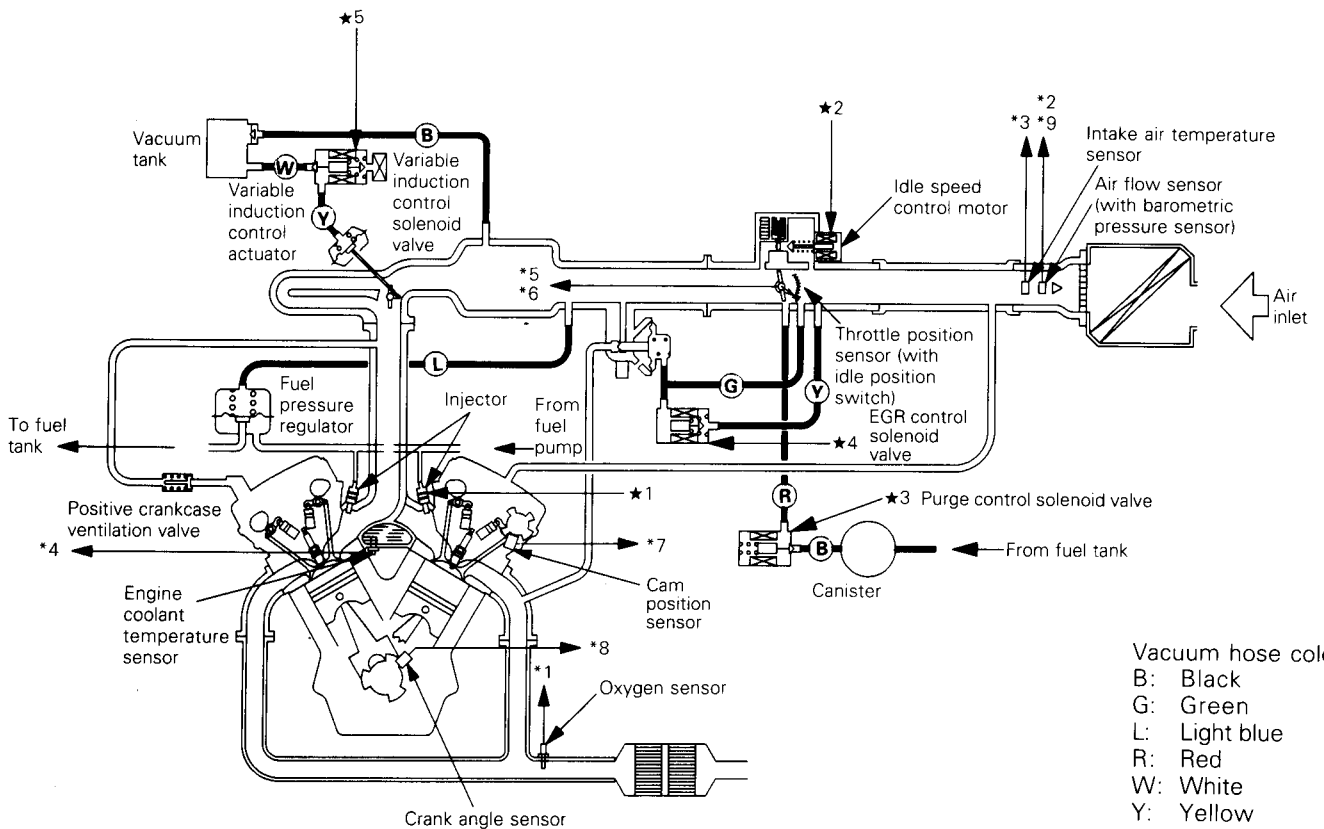 ★5
Vacuum
tank
B
W
Variable
induction
control
solenoid
valve
Variable
induction
control
actuator
Y
★2
Idle speed
control motor
*2
*3 *9
Intake air temperature
sensor
Air flow sensor
(with barometric
pressure sensor)
Air
inlet
*5
*6
Throttle position
sensor (with
idle position
switch)
L
G
Y
Fuel
pressure
regulator
Injector
From
fuel
pump
To fuel
tank
EGR control
solenoid
valve
★4
★1
R
★3 Purge control solenoid valve
Positive crankcase
ventilation valve
*4
*7
B
From fuel tank
Canister
Engine
coolant
temperature
sensor
Cam
position
sensor
*8
*1
Oxygen sensor
Crank angle sensor
Vacuum hose
B: Black
G: Green
L: Light blue
R: Red
W: White
Y: Yellow